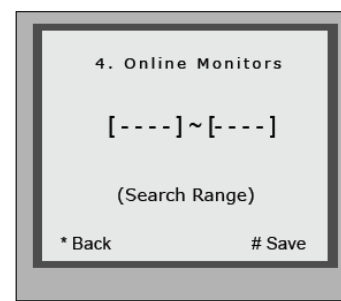 4. Online Monitors
[----]~[----]
(Search Range)
* Back # Save